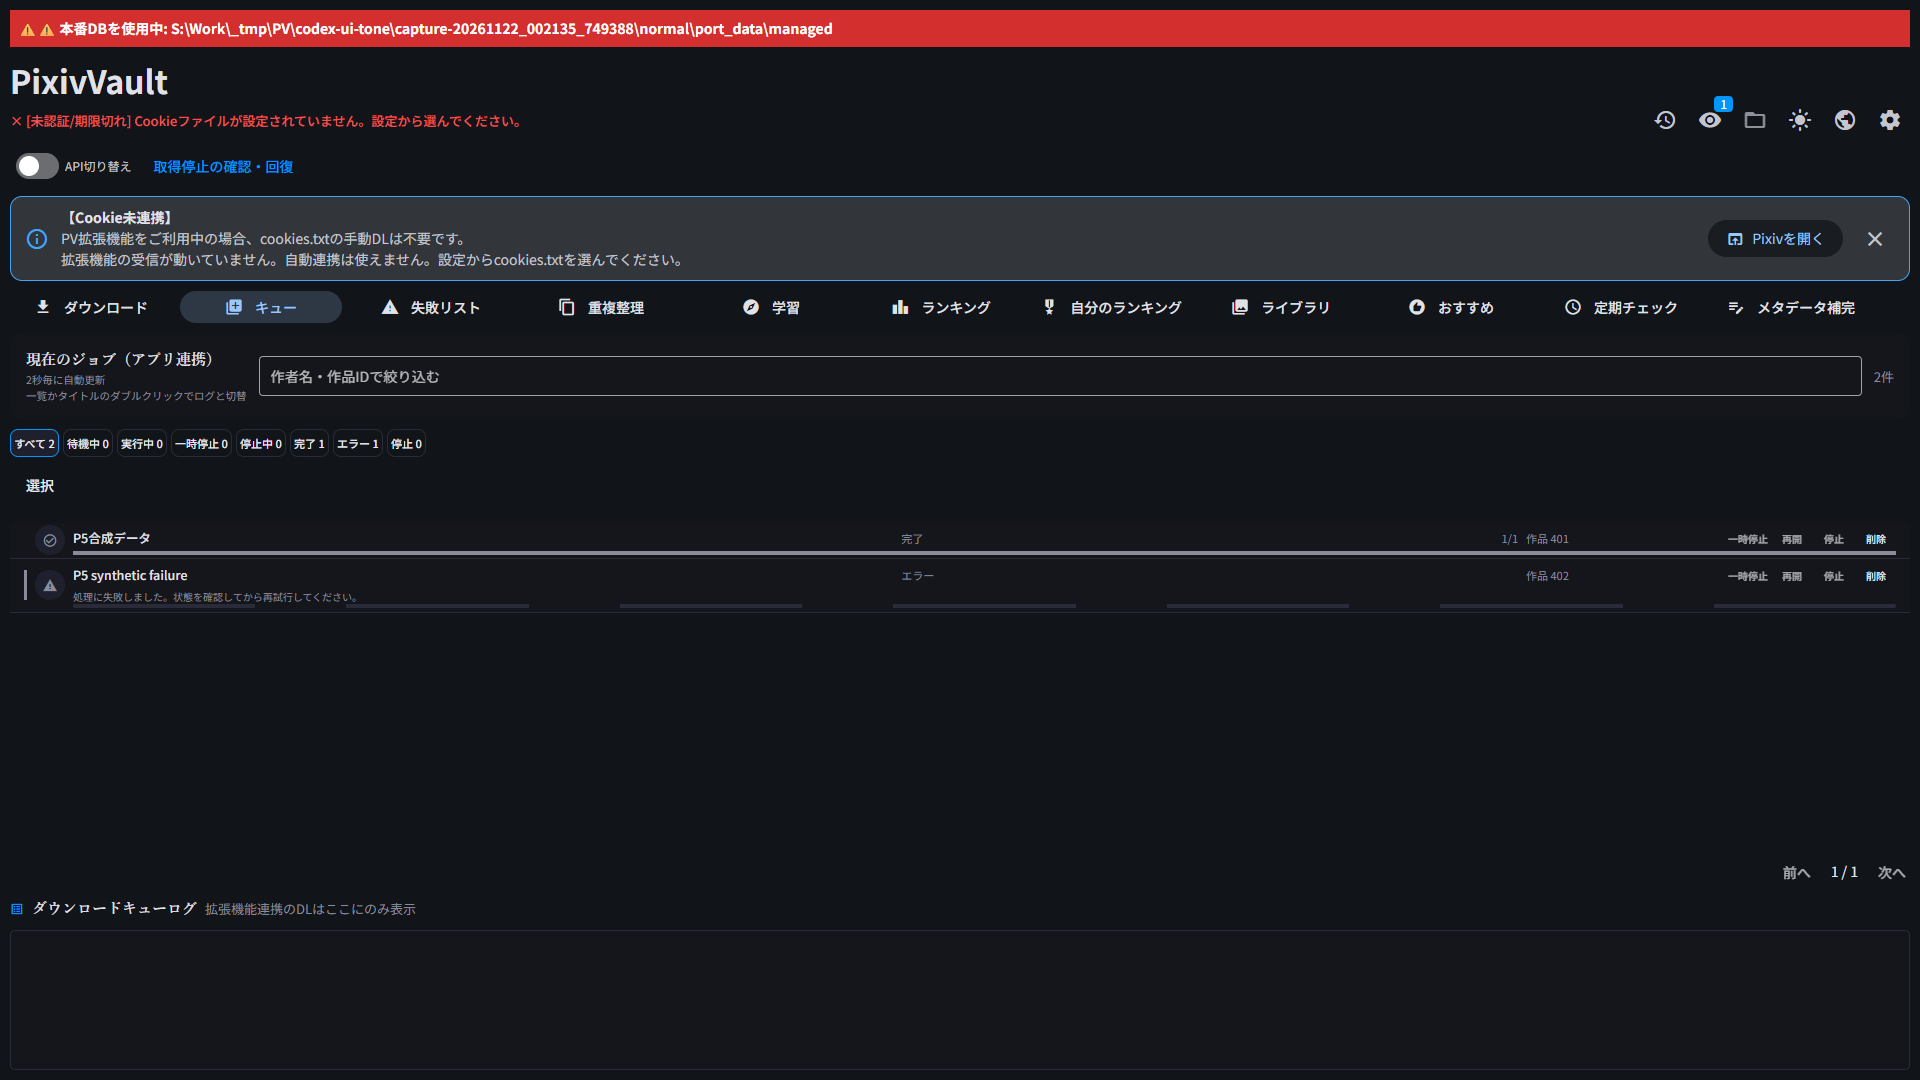 本番DBを使用中: S:\Work\_tmp\PV\codex-ui-tone\capture-20261122_002135_749388\normal\port_data\managed
PixivVault
× [未認証/期限切れ] Cookieファイルが設定されていません。設定から選んでください。
1
API切り替え 取得停止の確認・回復
【Cookie未連携】
PV拡張機能をご利用中の場合、cookies.txtの手動DLは不要です。
拡張機能の受信が動いていません。自動連携は使えません。設定からcookies.txtを選んでください。
Pixivを開く
ダウンロード キュー 失敗リスト 重複整理 学習 ランキング 自分のランキング ライブラリ おすすめ 定期チェック メタデータ補完
現在のジョブ（アプリ連携）
2秒毎に自動更新
一覧かタイトルのダブルクリックでログと切替
作者名・作品IDで絞り込む
2件
すべて 2 待機中 0 実行中 0 一時停止 0 停止中 0 完了 1 エラー 1 停止 0
選択
P5合成データ 完了 1/1 作品 401 一時停止 再開 停止 削除
P5 synthetic failure エラー 作品 402 一時停止 再開 停止 削除
処理に失敗しました。状態を確認してから再試行してください。
前へ 1 / 1 次へ
ダウンロードキューログ 拡張機能連携のDLはここにのみ表示